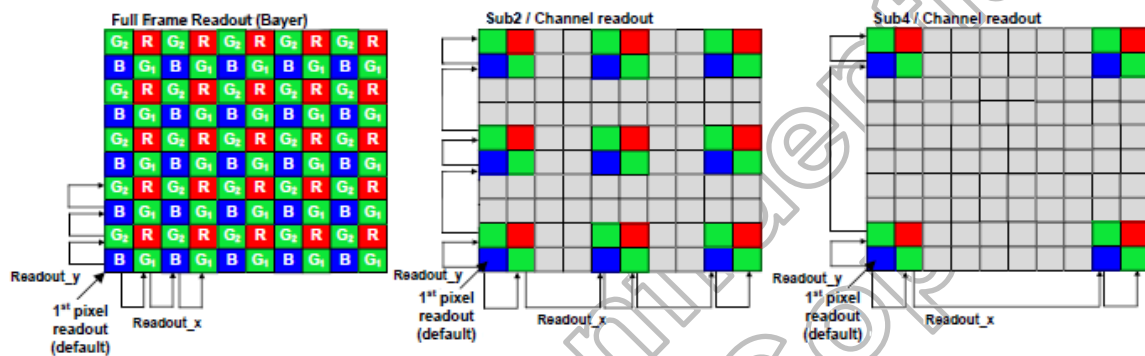 Full Frame Readout (Bayer)
G₂ R G₂ R G₂ R G₂ R G₂ R
B G₁ B G₁ B G₁ B G₁ B G₁
G₂ R G₂ R G₂ R G₂ R G₂ R
B G₁ B G₁ B G₁ B G₁ B G₁
G₂ R G₂ R G₂ R G₂ R G₂ R
B G₁ B G₁ B G₁ B G₁ B G₁
G₂ R G₂ R G₂ R G₂ R G₂ R
B G₁ B G₁ B G₁ B G₁ B G₁
G₂ R G₂ R G₂ R G₂ R G₂ R
B G₁ B G₁ B G₁ B G₁ B G₁
Readout_y
1st pixel
readout
(default)
Readout_x
Sub2 / Channel readout
Readout_y
1st pixel
readout
(default)
Readout_x
Sub4 / Channel readout
Readout_y
1st pixel
readout
(default)
Readout_x